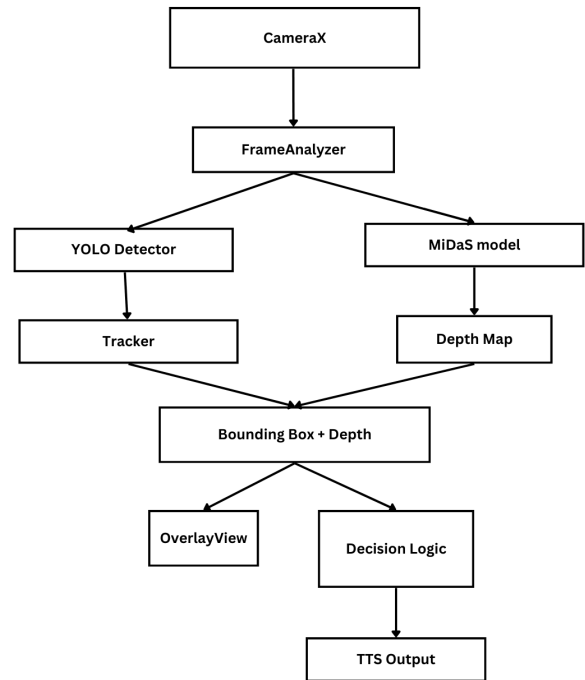 CameraX
FrameAnalyzer
YOLO Detector
MiDaS model
Tracker
Depth Map
Bounding Box + Depth
OverlayView
Decision Logic
TTS Output